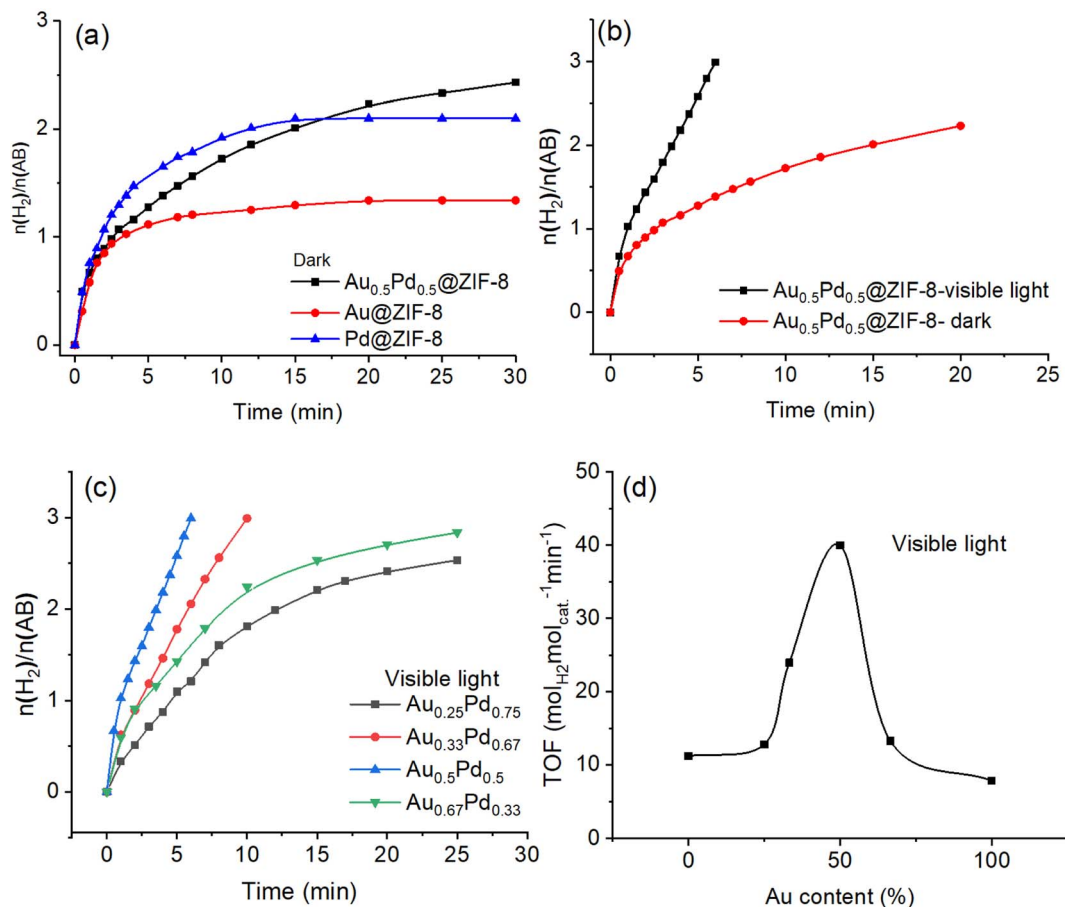 (a)
n(H₂)/n(AB)
3
2
1
0
Dark
Au₀.₅Pd₀.₅@ZIF-8
Au@ZIF-8
Pd@ZIF-8
0 5 10 15 20 25 30
Time (min)
(b)
n(H₂)/n(AB)
3
2
1
0
Au₀.₅Pd₀.₅@ZIF-8-visible light
Au₀.₅Pd₀.₅@ZIF-8- dark
0 5 10 15 20 25
Time (min)
(c)
n(H₂)/n(AB)
3
2
1
0
Visible light
Au₀.₂₅Pd₀.₇₅
Au₀.₃₃Pd₀.₆₇
Au₀.₅Pd₀.₅
Au₀.₆₇Pd₀.₃₃
0 5 10 15 20 25
Time (min)
(d)
TOF (mol_H2 mol_cat.⁻¹min⁻¹)
50
40
30
20
10
0
Visible light
0 50 100
Au content (%)